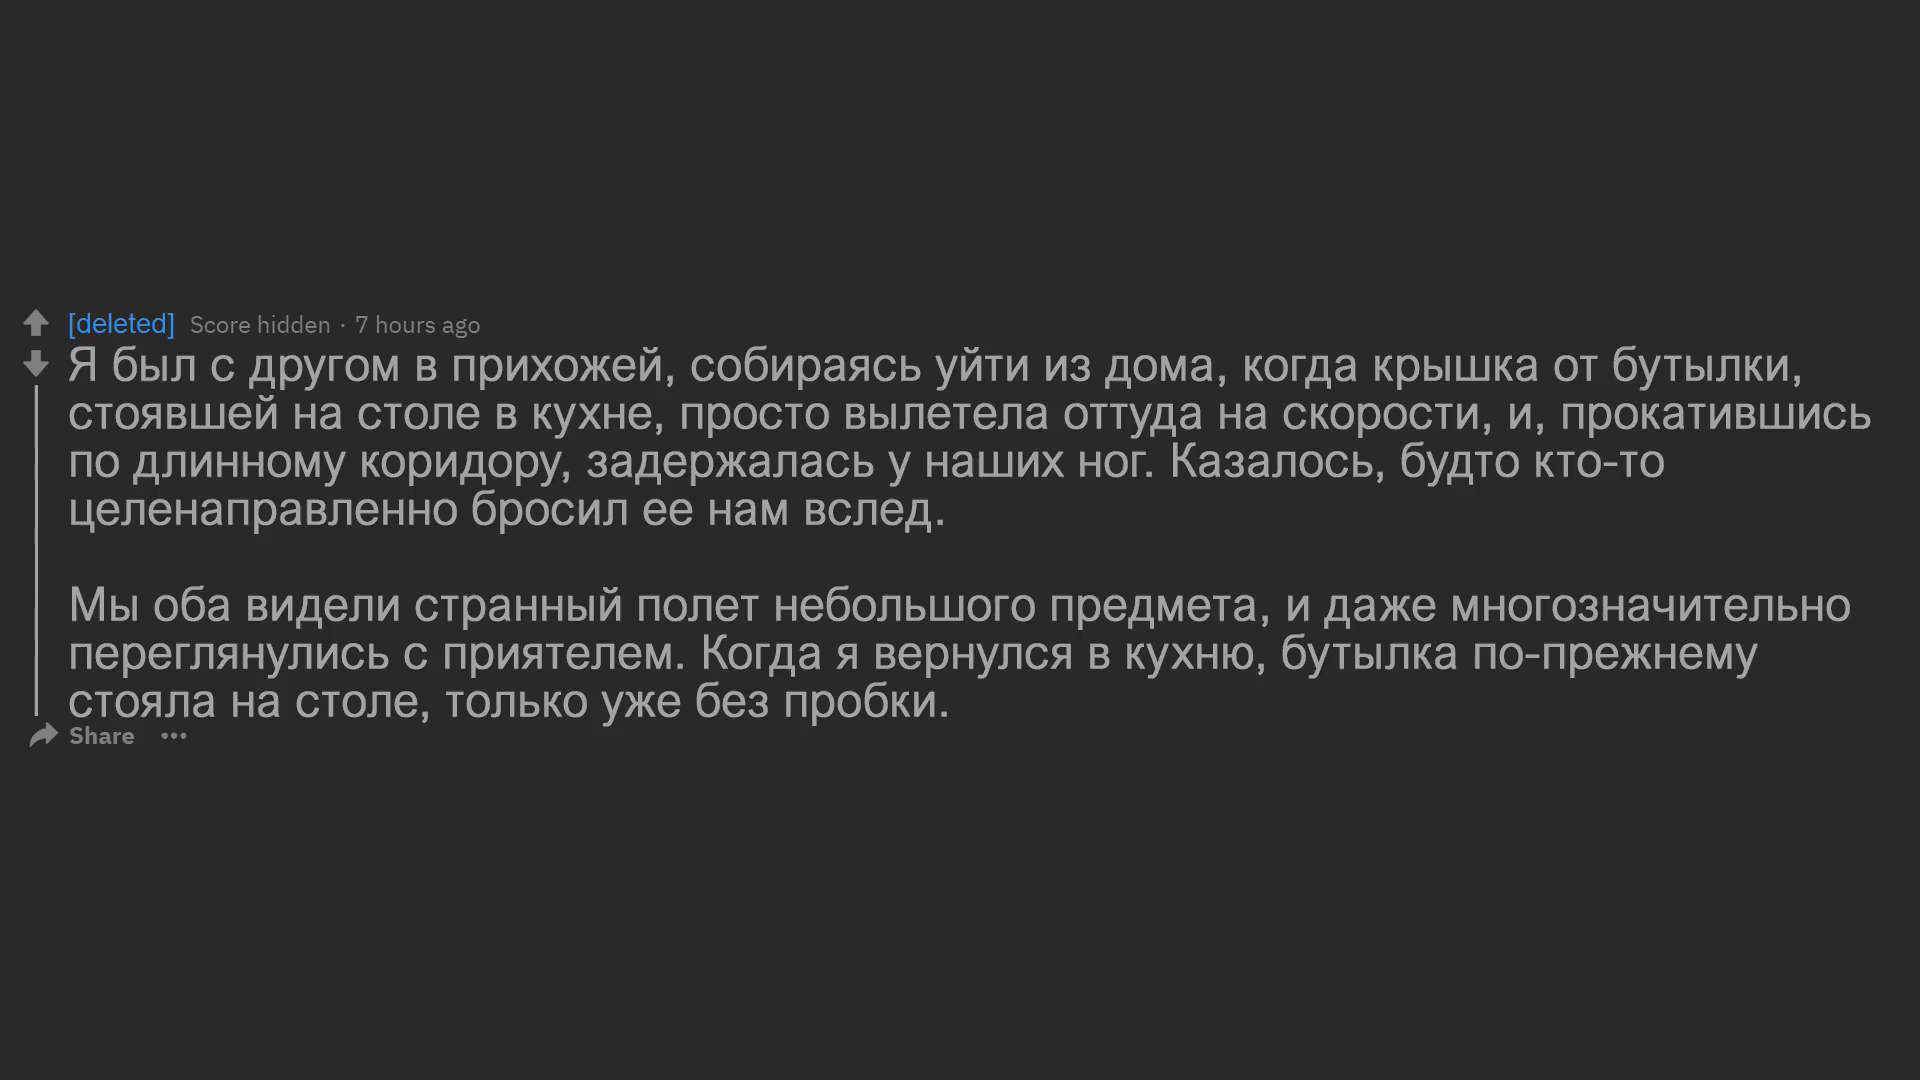 [deleted] Score hidden · 7 hours ago
Я был с другом в прихожей, собираясь уйти из дома, когда крышка от бутылки,
стоявшей на столе в кухне, просто вылетела оттуда на скорости, и, прокатившись
по длинному коридору, задержалась у наших ног. Казалось, будто кто-то
целенаправленно бросил ее нам вслед.
Мы оба видели странный полет небольшого предмета, и даже многозначительно
переглянулись с приятелем. Когда я вернулся в кухню, бутылка по-прежнему
стояла на столе, только уже без пробки.
Share ···